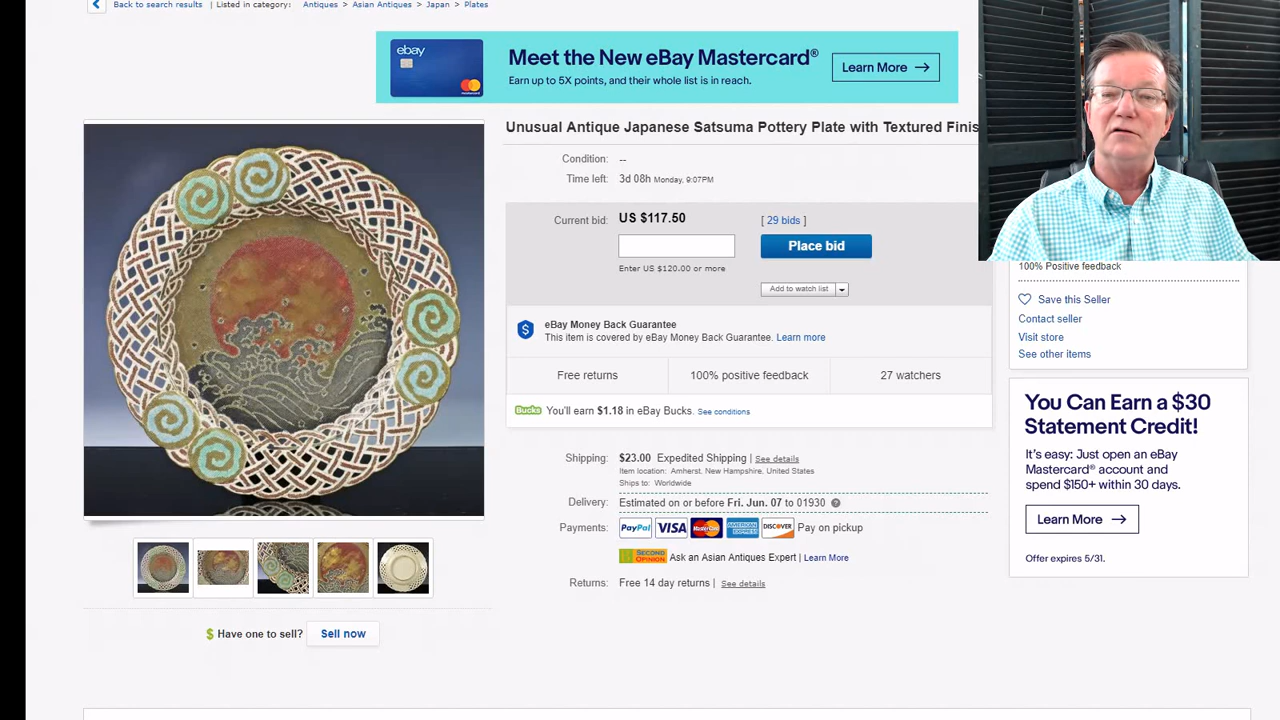 Back to search results | Listed in category: Antiques > Asian Antiques > Japan > Plates
ebay
mastercard
Meet the New eBay Mastercard®
Earn up to 5X points, and their whole list is in reach.
Learn More
Unusual Antique Japanese Satsuma Pottery Plate with Textured Finis
Condition: --
Time left: 3d 08h Monday, 9:07PM
Current bid: US $117.50 [ 29 bids ]
Place bid
Enter US $120.00 or more
Add to watch list
eBay Money Back Guarantee
This item is covered by eBay Money Back Guarantee. Learn more
Free returns 100% positive feedback 27 watchers
Bucks You'll earn $1.18 in eBay Bucks. See conditions
Shipping: $23.00 Expedited Shipping | See details
Item location: Amherst, New Hampshire, United States
Ships to: Worldwide
Delivery: Estimated on or before Fri. Jun. 07 to 01930
Payments: PayPal VISA MasterCard AMERICAN EXPRESS DISCOVER Pay on pickup
SECOND OPINION Ask an Asian Antiques Expert | Learn More
Returns: Free 14 day returns | See details
$ Have one to sell? Sell now
100% Positive feedback
Save this Seller
Contact seller
Visit store
See other items
You Can Earn a $30
Statement Credit!
It's easy: Just open an eBay
Mastercard® account and
spend $150+ within 30 days.
Learn More
Offer expires 5/31.